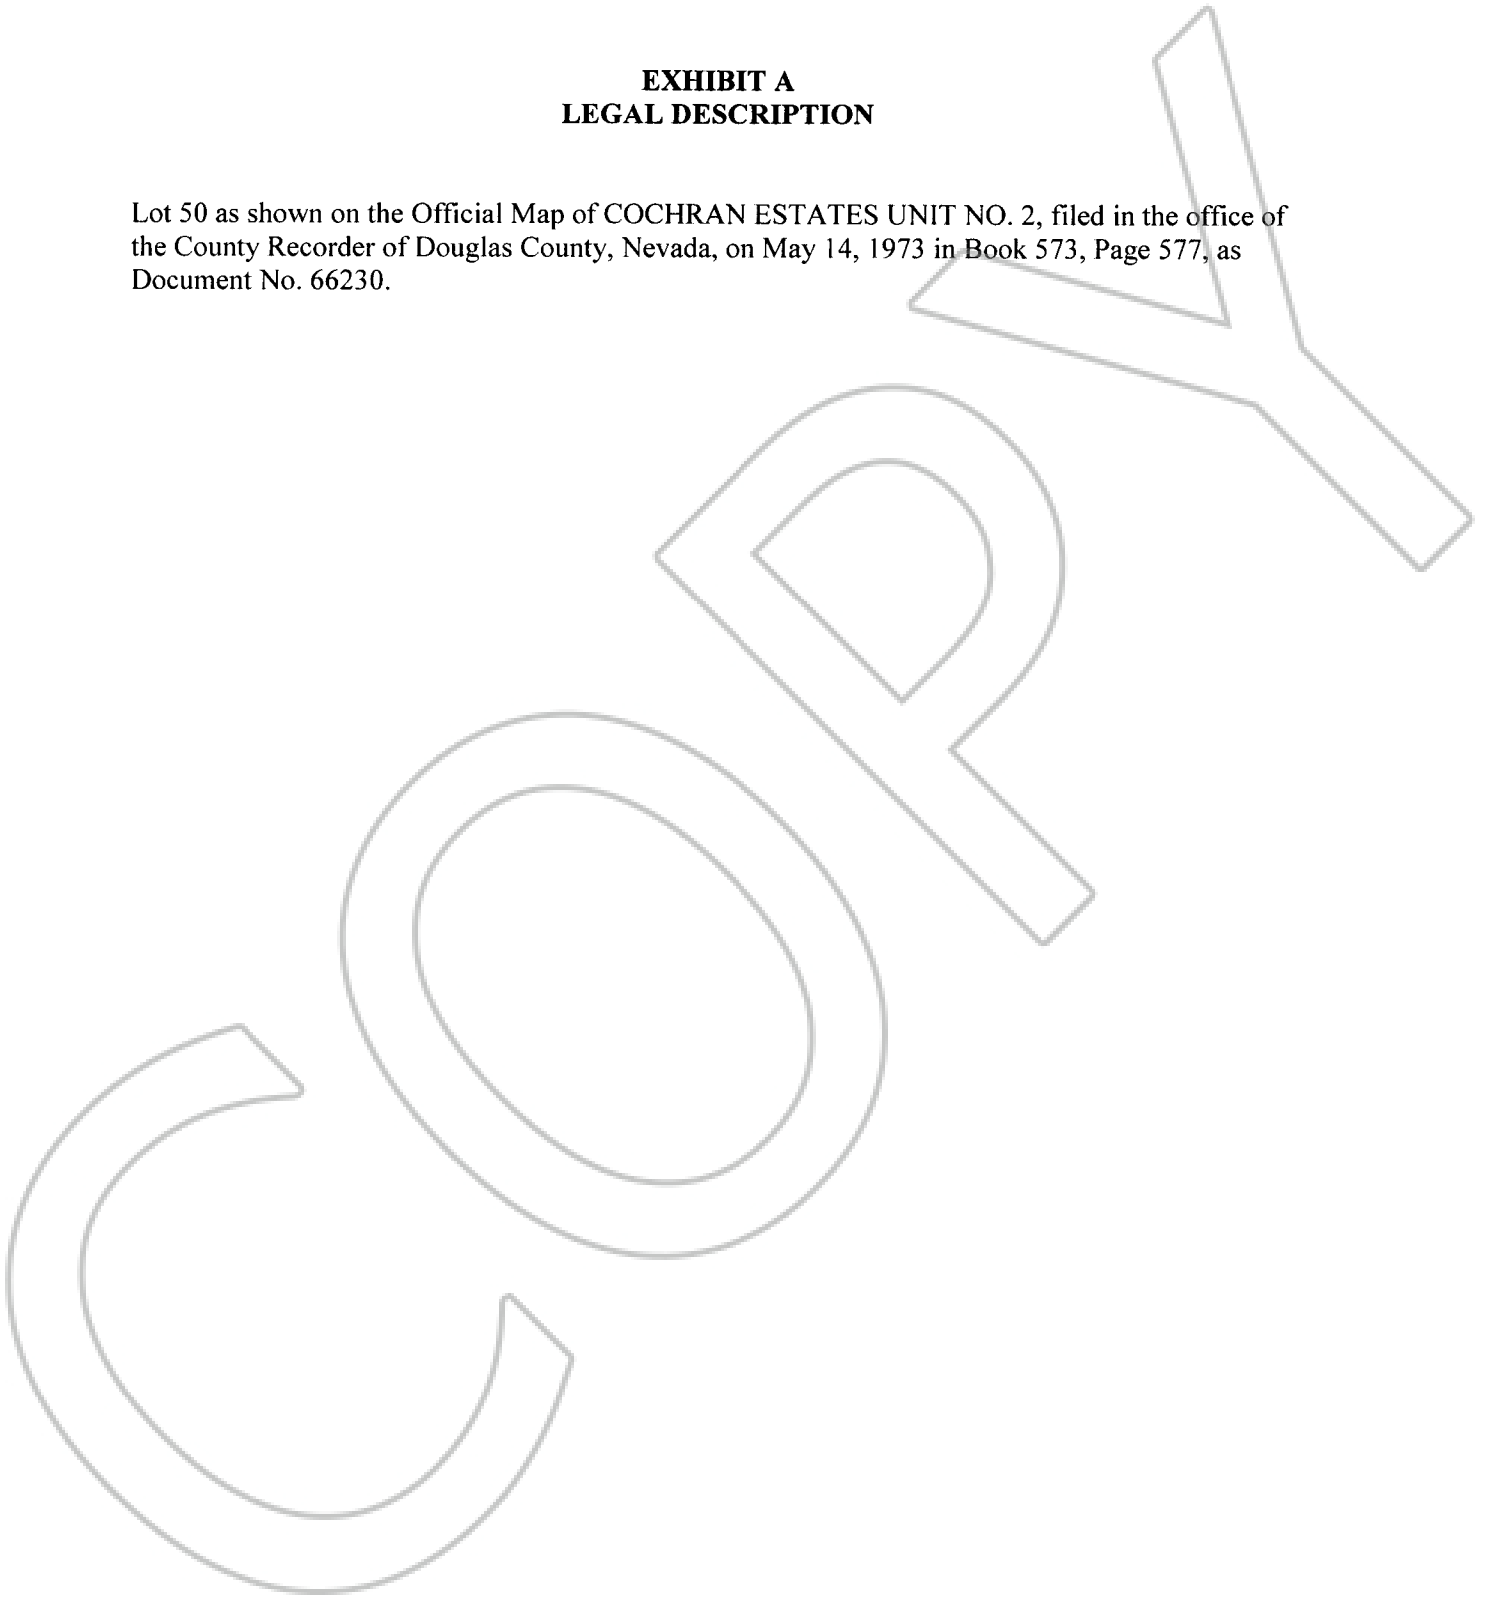 EXHIBIT A
LEGAL DESCRIPTION
Lot 50 as shown on the Official Map of COCHRAN ESTATES UNIT NO. 2, filed in the office of
the County Recorder of Douglas County, Nevada, on May 14, 1973 in Book 573, Page 577, as
Document No. 66230.
COPY